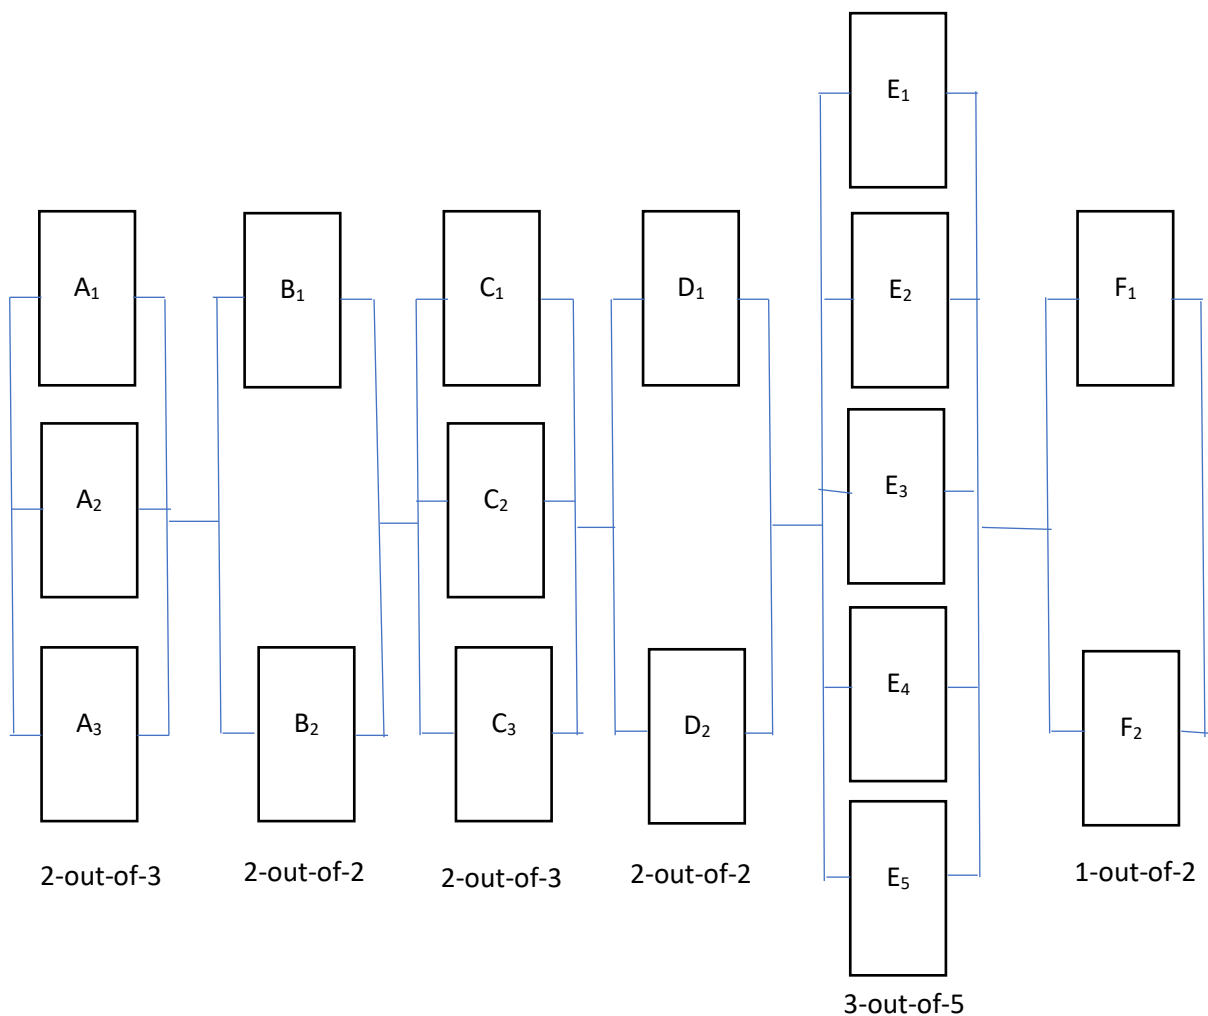 E₁
A₁
B₁
C₁
D₁
E₂
F₁
A₂
C₂
E₃
A₃
B₂
C₃
D₂
E₄
F₂
2-out-of-3
2-out-of-2
2-out-of-3
2-out-of-2
E₅
1-out-of-2
3-out-of-5